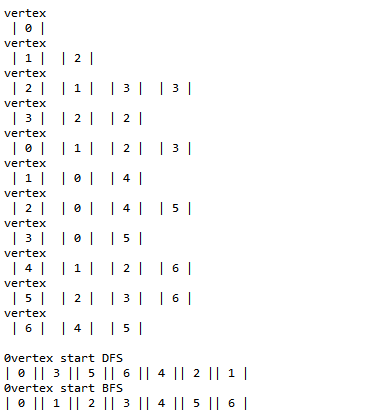 vertex
| 0 |
vertex
| 1 | | 2 |
vertex
| 2 | | 1 | | 3 | | 3 |
vertex
| 3 | | 2 | | 2 |
vertex
| 0 | | 1 | | 2 | | 3 |
vertex
| 1 | | 0 | | 4 |
vertex
| 2 | | 0 | | 4 | | 5 |
vertex
| 3 | | 0 | | 5 |
vertex
| 4 | | 1 | | 2 | | 6 |
vertex
| 5 | | 2 | | 3 | | 6 |
vertex
| 6 | | 4 | | 5 |
0vertex start DFS
| 0 || 3 || 5 || 6 || 4 || 2 || 1 |
0vertex start BFS
| 0 || 1 || 2 || 3 || 4 || 5 || 6 |